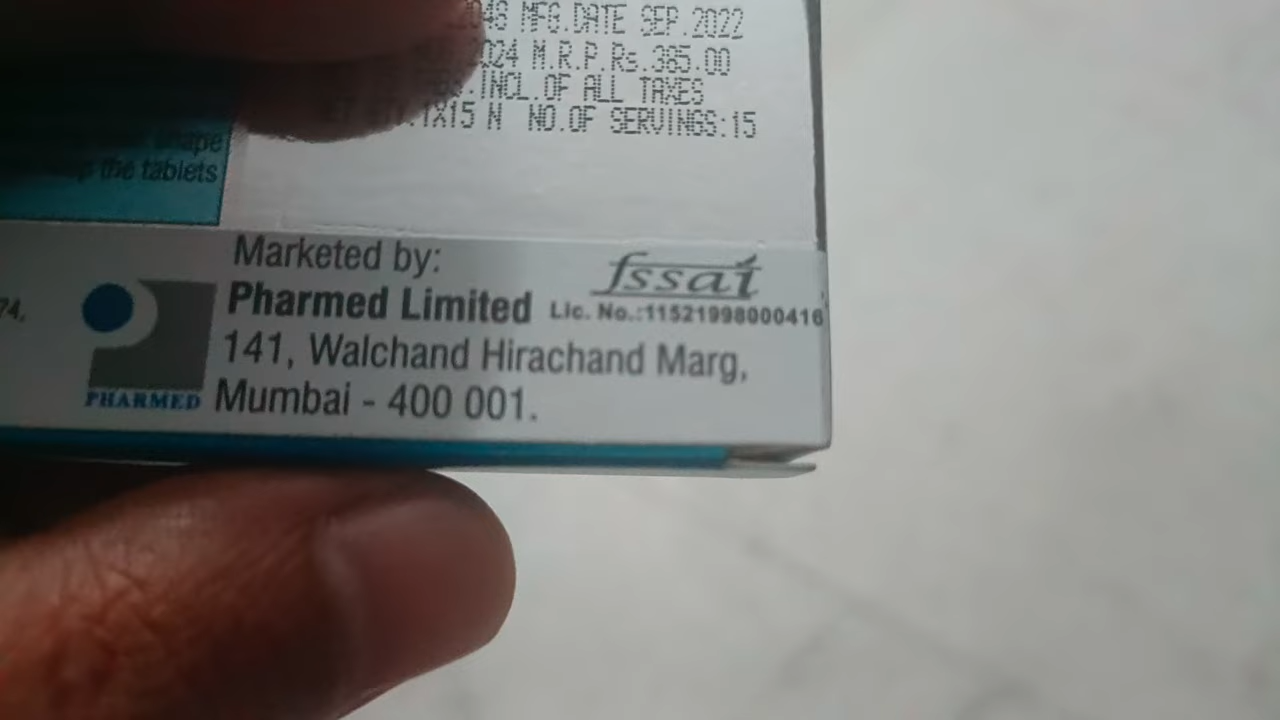 MFG.DATE SEP.2022
M.R.P.Rs.385.00
INCL.OF ALL TAXES
1X15 N NO.OF SERVINGS:15
the tablets
Marketed by:
fssai
Pharmed Limited
Lic. No.:11521998000416
141, Walchand Hirachand Marg,
PHARMED
Mumbai - 400 001.